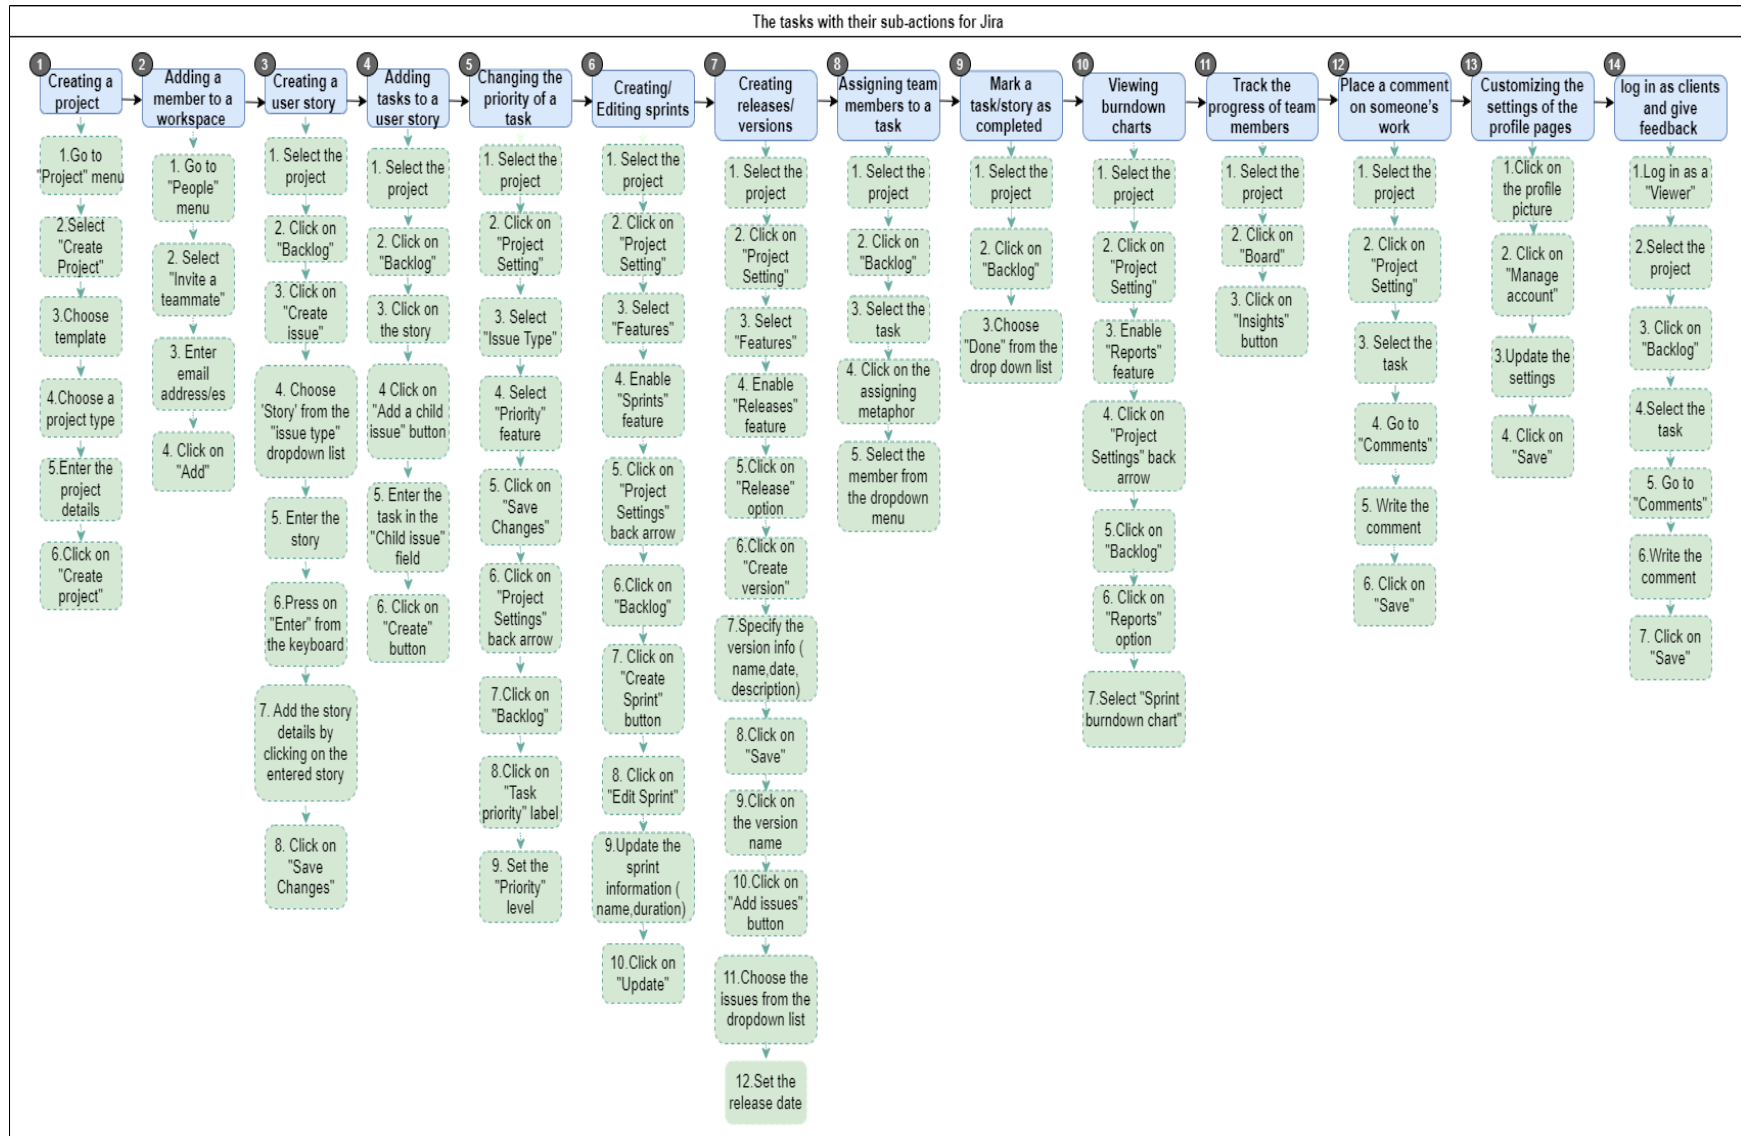 The tasks with their sub-actions for Jira
1
Creating a
project
1.Go to
"Project" menu
2.Select
"Create
Project"
3.Choose
template
4.Choose a
project type
5.Enter the
project
details
6.Click on
"Create
project"
2
Adding a
member to a
workspace
1. Go to
"People"
menu
2. Select
"Invite a
teammate"
3. Enter
email
address/es
4. Click on
"Add"
3
Creating a
user story
1. Select the
project
2. Click on
"Backlog"
3. Click on
"Create
issue"
4. Choose
'Story' from the
"issue type"
dropdown list
5. Enter the
story
6.Press on
"Enter" from
the keyboard
7. Add the story
details by
clicking on the
entered story
8. Click on
"Save
Changes"
4
Adding
tasks to a
user story
1. Select the
project
2. Click on
"Backlog"
3. Click on
the story
4 Click on
"Add a child
issue" button
5. Enter the
task in the
"Child issue"
field
6. Click on
"Create"
button
5
Changing the
priority of a
task
1. Select the
project
2. Click on
"Project
Setting"
3. Select
"Issue Type"
4. Select
"Priority"
feature
5. Click on
"Save
Changes"
6. Click on
"Project
Settings"
back arrow
7.Click on
"Backlog"
8.Click on
"Task
priority" label
9. Set the
"Priority"
level
6
Creating/
Editing sprints
1. Select the
project
2. Click on
"Project
Setting"
3. Select
"Features"
4. Enable
"Sprints"
feature
5. Click on
"Project
Settings"
back arrow
6.Click on
"Backlog"
7. Click on
"Create
Sprint"
button
8. Click on
"Edit Sprint"
9.Update the
sprint
information (
name,duration)
10.Click on
"Update"
7
Creating
releases/
versions
1. Select the
project
2. Click on
"Project
Setting"
3. Select
"Features"
4. Enable
"Releases"
feature
5.Click on
"Release"
option
6.Click on
"Create
version"
7.Specify the
version info (
name,date,
description)
8.Click on
"Save"
9.Click on
the version
name
10.Click on
"Add issues"
button
11.Choose the
issues from the
dropdown list
12.Set the
release date
8
Assigning team
members to a
task
1. Select the
project
2. Click on
"Backlog"
3. Select the
task
4. Click on the
assigning
metaphor
5. Select the
member from
the dropdown
menu
9
Mark a
task/story as
completed
1. Select the
project
2. Click on
"Backlog"
3.Choose
"Done" from the
drop down list
10
Viewing
burndown
charts
1. Select the
project
2. Click on
"Project
Setting"
3. Enable
"Reports"
feature
4. Click on
"Project
Settings" back
arrow
5.Click on
"Backlog"
6. Click on
"Reports"
option
7.Select "Sprint
burndown chart"
11
Track the
progress of team
members
1. Select the
project
2. Click on
"Board"
3. Click on
"Insights"
button
12
Place a comment
on someone's
work
1. Select the
project
2. Click on
"Project
Setting"
3. Select the
task
4. Go to
"Comments"
5. Write the
comment
6. Click on
"Save"
13
Customizing the
settings of the
profile pages
1.Click on
the profile
picture
2. Click on
"Manage
account"
3.Update the
settings
4. Click on
"Save"
14
log in as clients
and give
feedback
1.Log in as a
"Viewer"
2.Select the
project
3. Click on
"Backlog"
4.Select the
task
5. Go to
"Comments"
6.Write the
comment
7. Click on
"Save"